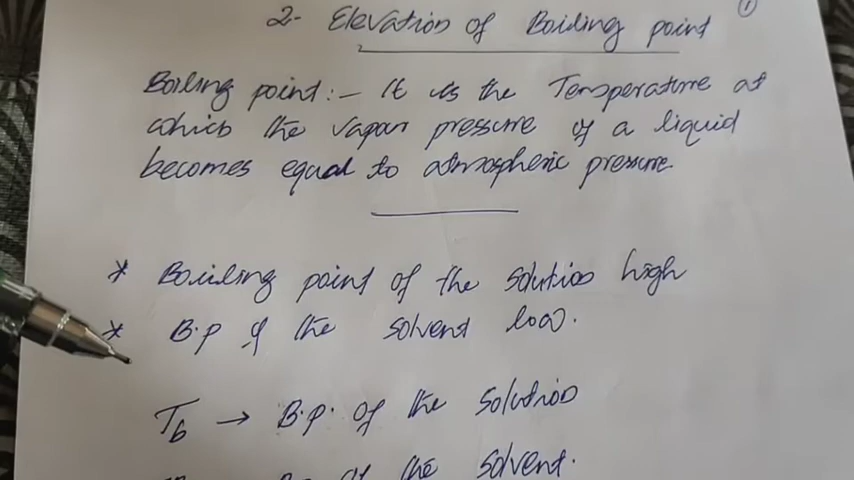 ①
2- Elevation of Boiling point
Boiling point:- It is the Temperature at
which the vapour pressure of a liquid
becomes equal to atmospheric pressure
* Boiling point of the solution high
* B.p of the solvent low.
Tb → B.p. of the solution
of the solvent.